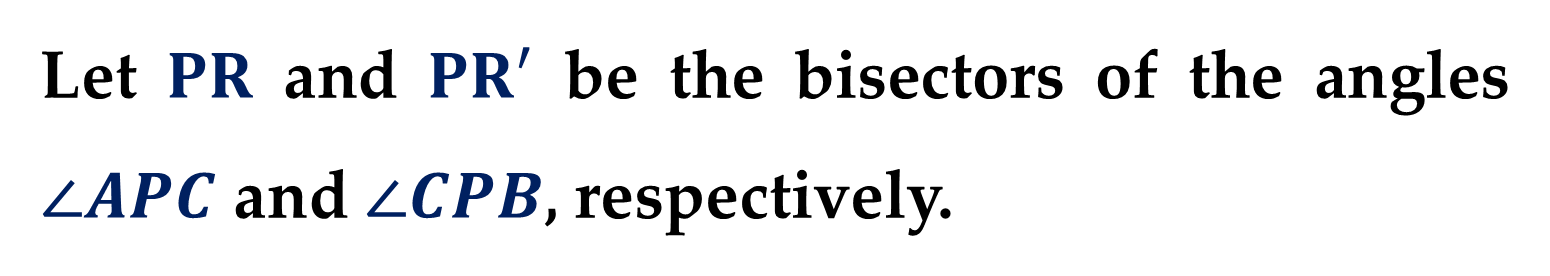 Let PR and PR′ be the bisectors of the angles
∠APC and ∠CPB, respectively.